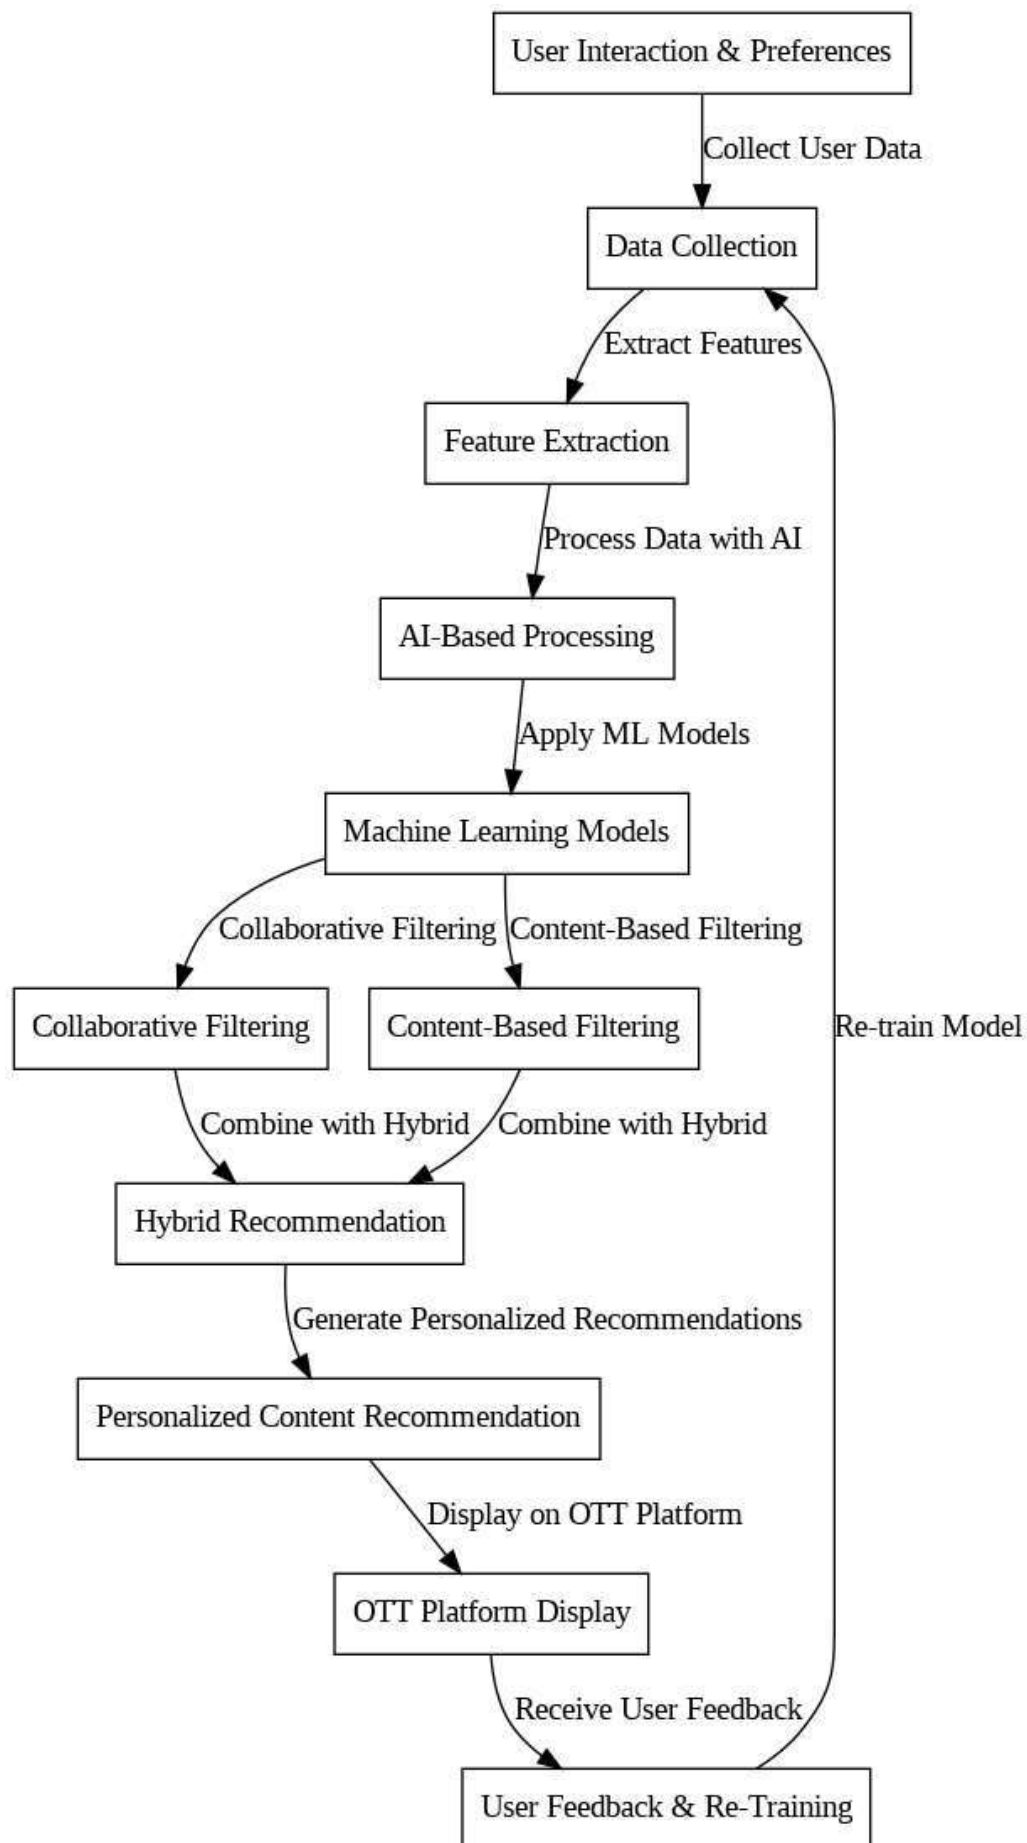 User Interaction & Preferences
Collect User Data
Data Collection
Extract Features
Feature Extraction
Process Data with AI
AI-Based Processing
Apply ML Models
Machine Learning Models
Collaborative Filtering
Content-Based Filtering
Collaborative Filtering
Content-Based Filtering
Re-train Model
Combine with Hybrid
Combine with Hybrid
Hybrid Recommendation
Generate Personalized Recommendations
Personalized Content Recommendation
Display on OTT Platform
OTT Platform Display
Receive User Feedback
User Feedback & Re-Training